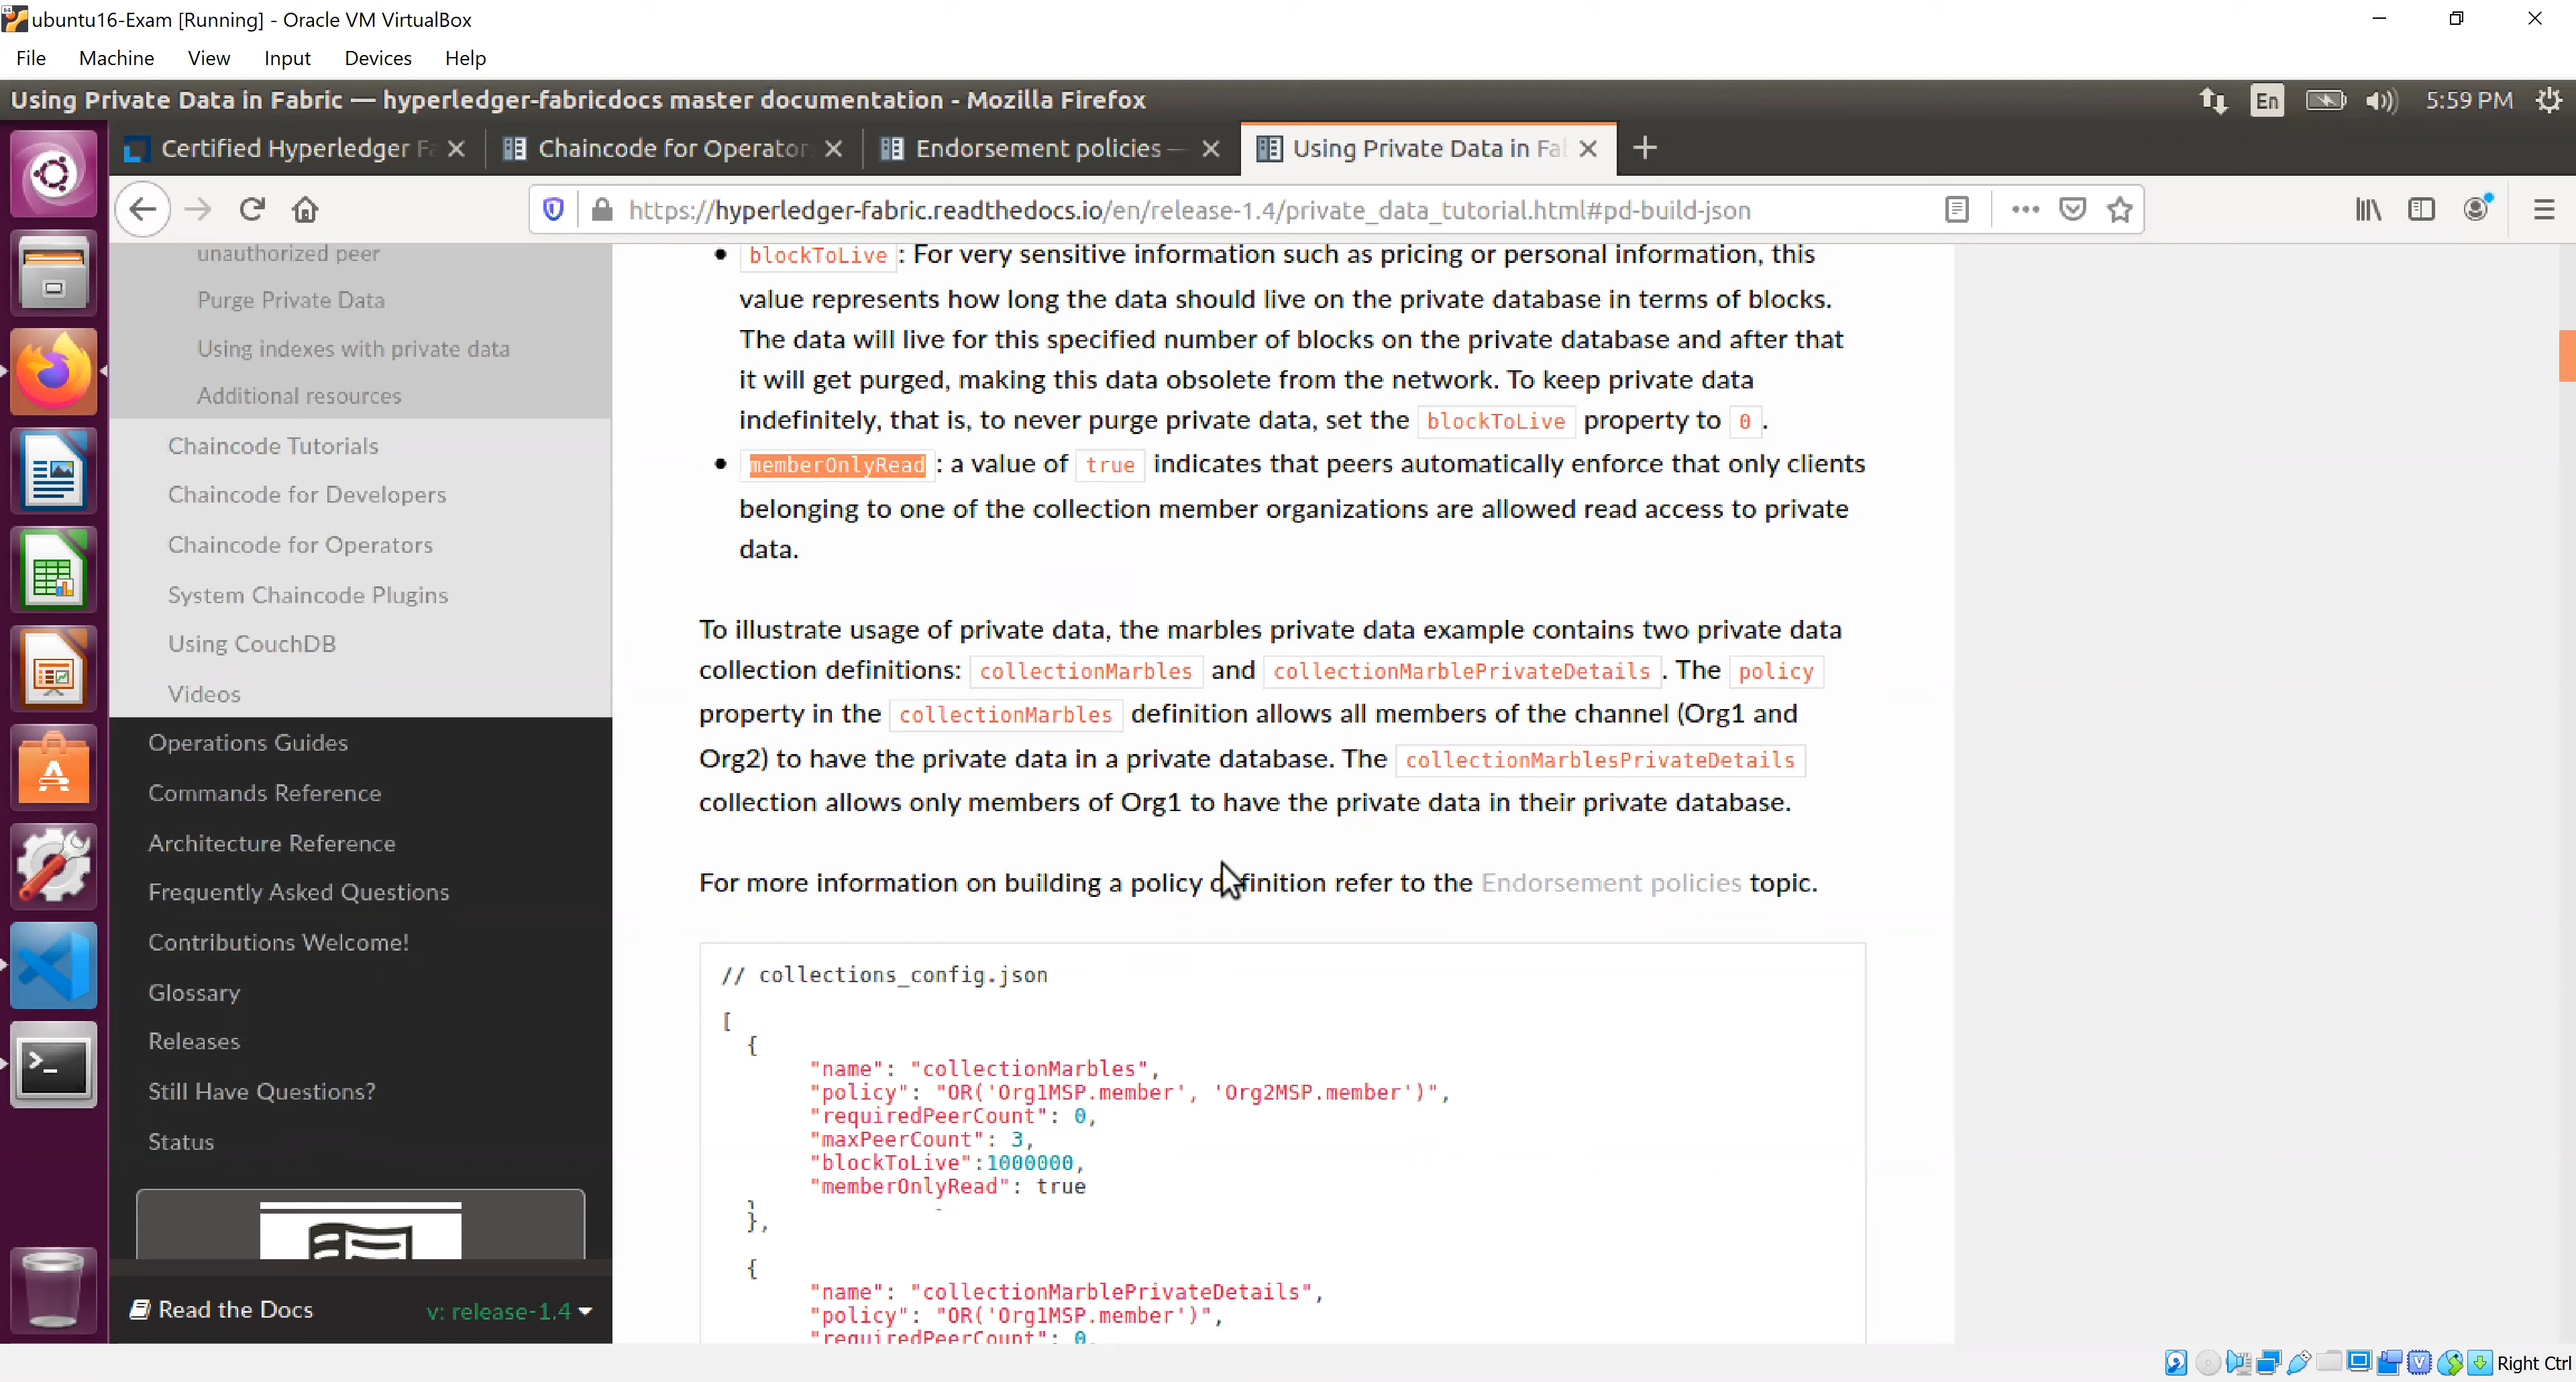 ubuntu16-Exam [Running] - Oracle VM VirtualBox
File Machine View Input Devices Help
Using Private Data in Fabric — hyperledger-fabricdocs master documentation - Mozilla Firefox
En 5:59 PM
Certified Hyperledger Fa
Chaincode for Operator
Endorsement policies —
Using Private Data in Fab
https://hyperledger-fabric.readthedocs.io/en/release-1.4/private_data_tutorial.html#pd-build-json
unauthorized peer
Purge Private Data
Using indexes with private data
Additional resources
Chaincode Tutorials
Chaincode for Developers
Chaincode for Operators
System Chaincode Plugins
Using CouchDB
Videos
Operations Guides
Commands Reference
Architecture Reference
Frequently Asked Questions
Contributions Welcome!
Glossary
Releases
Still Have Questions?
Status
Read the Docs v: release-1.4
• blockToLive : For very sensitive information such as pricing or personal information, this
value represents how long the data should live on the private database in terms of blocks.
The data will live for this specified number of blocks on the private database and after that
it will get purged, making this data obsolete from the network. To keep private data
indefinitely, that is, to never purge private data, set the blockToLive property to 0 .
• memberOnlyRead : a value of true indicates that peers automatically enforce that only clients
belonging to one of the collection member organizations are allowed read access to private
data.
To illustrate usage of private data, the marbles private data example contains two private data
collection definitions: collectionMarbles and collectionMarblePrivateDetails . The policy
property in the collectionMarbles definition allows all members of the channel (Org1 and
Org2) to have the private data in a private database. The collectionMarblesPrivateDetails
collection allows only members of Org1 to have the private data in their private database.
For more information on building a policy definition refer to the Endorsement policies topic.
// collections_config.json
[
{
"name": "collectionMarbles",
"policy": "OR('Org1MSP.member', 'Org2MSP.member')",
"requiredPeerCount": 0,
"maxPeerCount": 3,
"blockToLive":1000000,
"memberOnlyRead": true
},
{
"name": "collectionMarblePrivateDetails",
"policy": "OR('Org1MSP.member')",
"requiredPeerCount": 0,
Right Ctrl